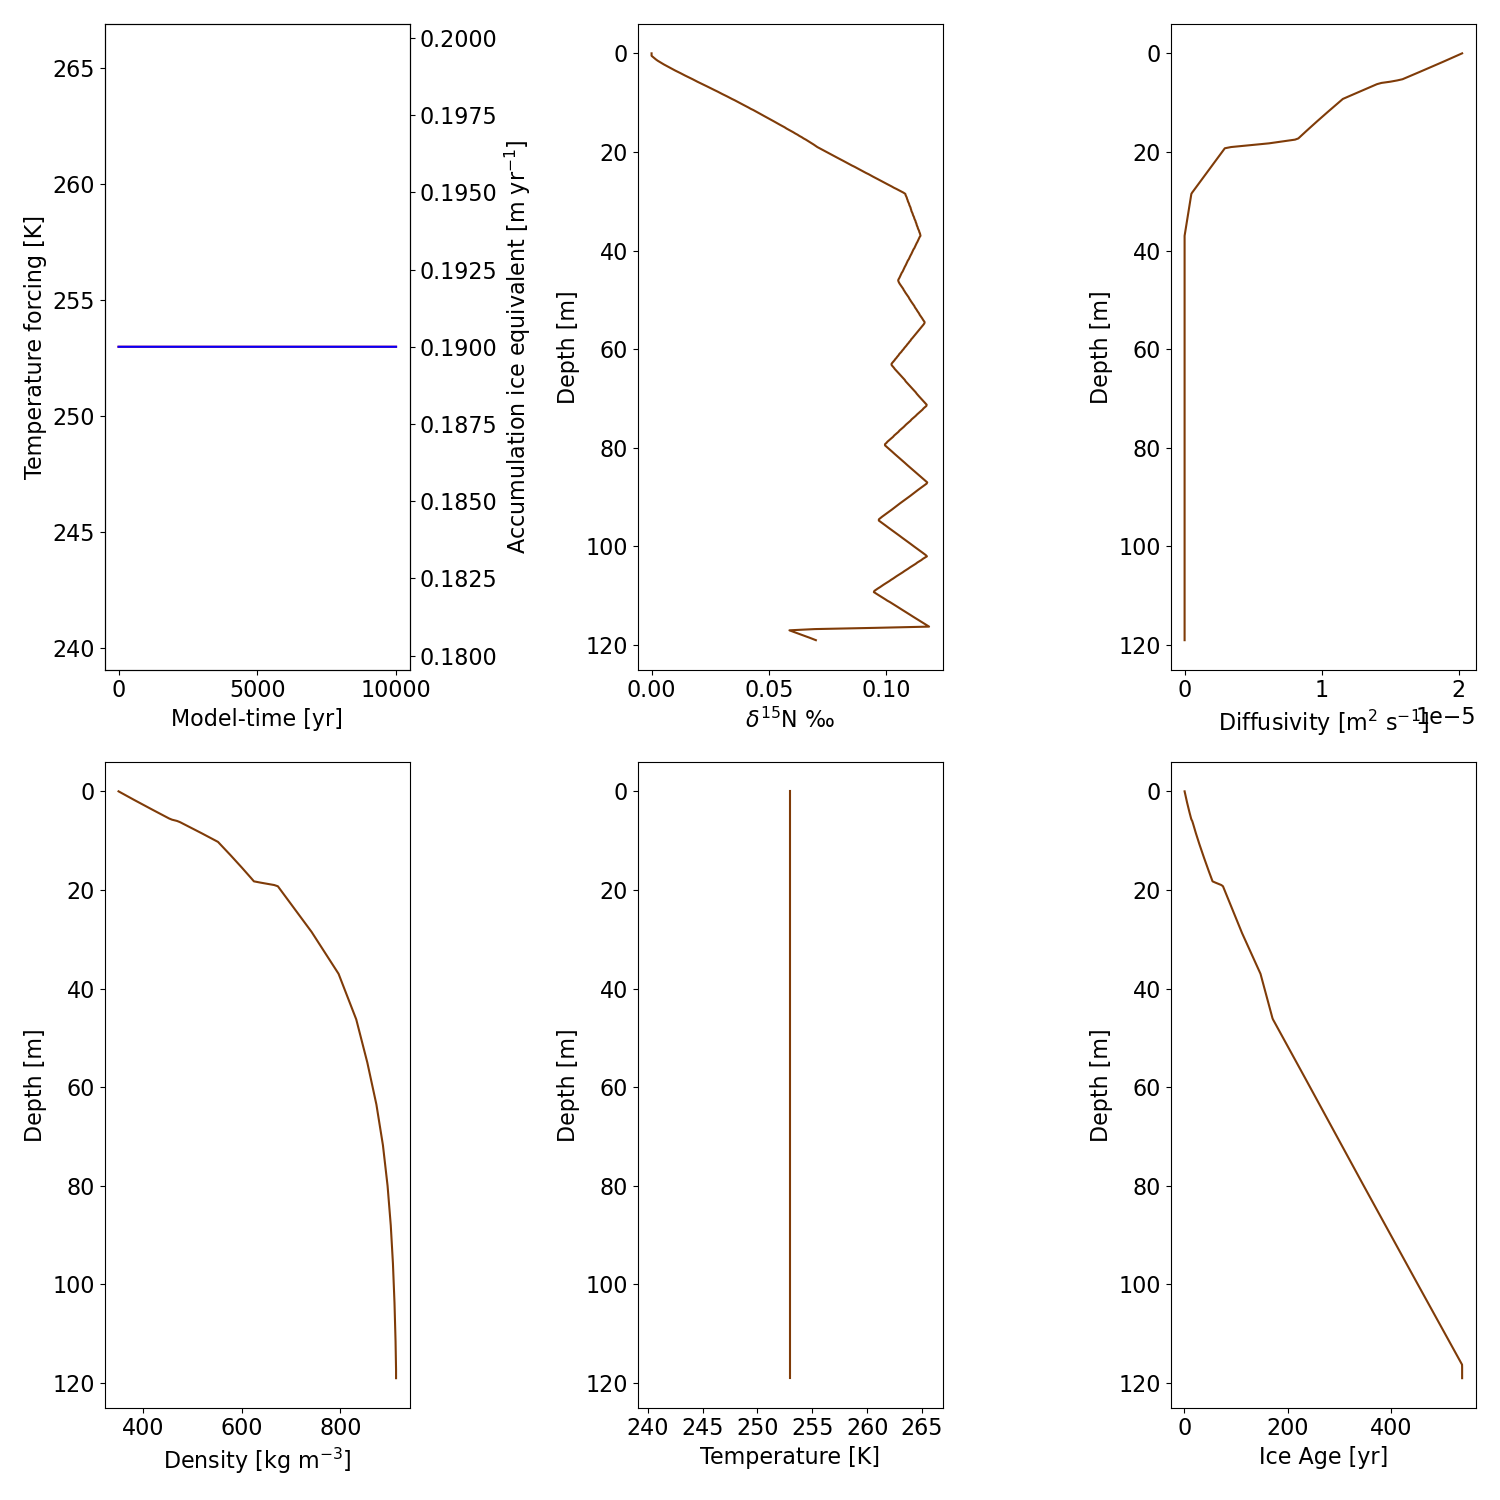 265
260
255
250
245
240
Temperature forcing [K]
0 5000 10000
Model-time [yr]
0.2000
0.1975
0.1950
0.1925
0.1900
0.1875
0.1850
0.1825
0.1800
Accumulation ice equivalent [m yr⁻¹]
0
20
40
60
80
100
120
Depth [m]
0.00 0.05 0.10
δ¹⁵N ‰
0
20
40
60
80
100
120
Depth [m]
0 1 2
1e−5
Diffusivity [m² s⁻¹]
0
20
40
60
80
100
120
Depth [m]
400 600 800
Density [kg m⁻³]
0
20
40
60
80
100
120
Depth [m]
240 245 250 255 260 265
Temperature [K]
0
20
40
60
80
100
120
Depth [m]
0 200 400
Ice Age [yr]